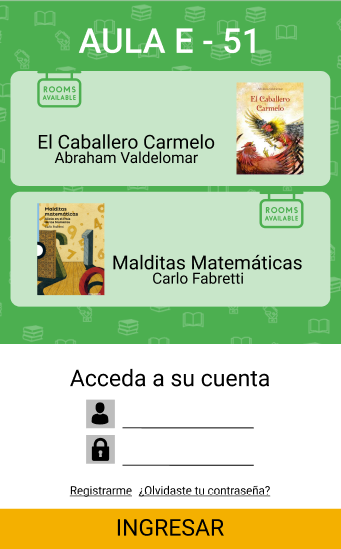 AULA E - 51
ROOMS
AVAILABLE
El Caballero
Carmelo
El Caballero Carmelo
Abraham Valdelomar
Malditas
matemáticas
ROOMS
AVAILABLE
Malditas Matemáticas
Carlo Fabretti
Acceda a su cuenta
Registrarme ¿Olvidaste tu contraseña?
INGRESAR